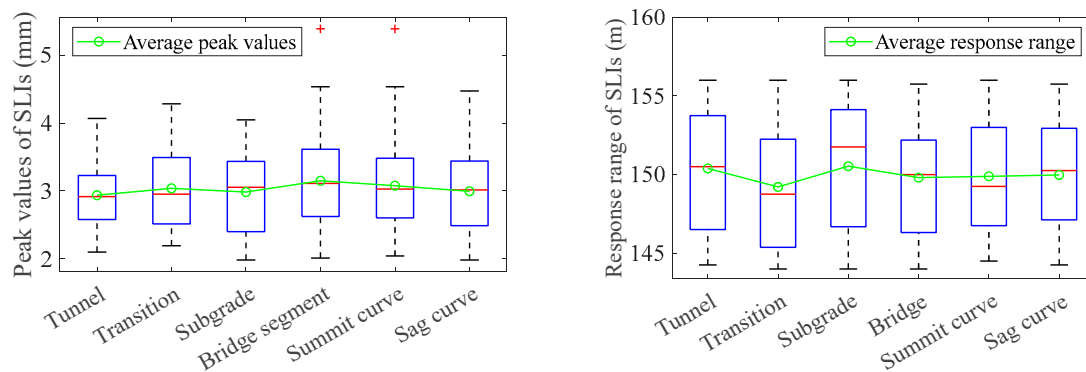 Peak values of SLIs (mm)
5
4
3
2
Average peak values
Tunnel
Transition
Subgrade
Bridge segment
Summit curve
Sag curve
Response range of SLIs (m)
160
155
150
145
Average response range
Tunnel
Transition
Subgrade
Bridge
Summit curve
Sag curve